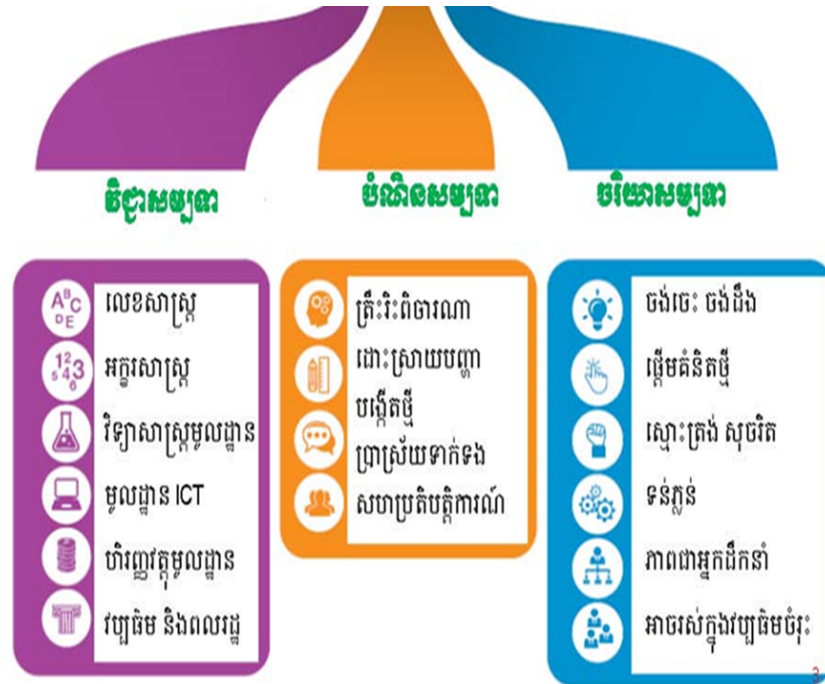 វិជ្ជាសម្បទា
លេខសាស្ត្រ
អក្ខរសាស្ត្រ
វិទ្យាសាស្ត្រមូលដ្ឋាន
មូលដ្ឋាន ICT
ហិរញ្ញវត្ថុមូលដ្ឋាន
វប្បធម៌ និងពលរដ្ឋ
បំណិនសម្បទា
ត្រឹះរិះពិចារណា
ដោះស្រាយបញ្ហា
បង្កើតថ្មី
ប្រាស្រ័យទាក់ទង
សហប្រតិបត្តិការណ៍
ចរិយាសម្បទា
ចង់ចេះ ចង់ដឹង
ផ្តើមគំនិតថ្មី
ស្មោះត្រង់ សុចរិត
ទន់ភ្លន់
ភាពជាអ្នកដឹកនាំ
អាចរស់ក្នុងវប្បធម៌ចំរុះ
3